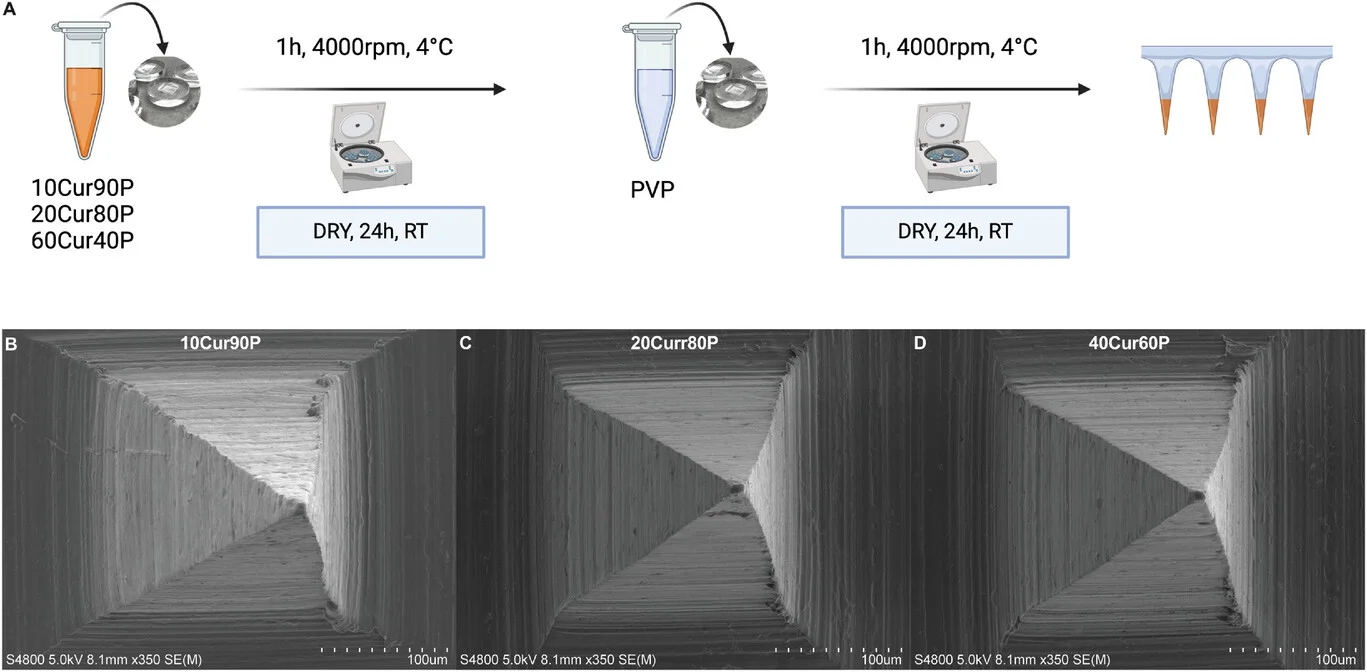 A
1h, 4000rpm, 4°C
1h, 4000rpm, 4°C
10Cur90P
20Cur80P
60Cur40P
DRY, 24h, RT
PVP
DRY, 24h, RT
B
10Cur90P
C
20Curr80P
D
40Cur60P
S4800 5.0kV 8.1mm x350 SE(M)
100um
S4800 5.0kV 8.1mm x350 SE(M)
100um
S4800 5.0kV 8.1mm x350 SE(M)
100um